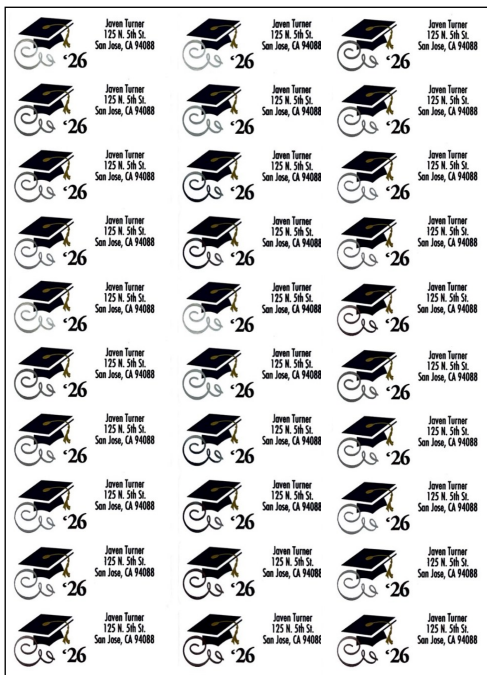 Javen Turner
125 N. 5th St.
San Jose, CA 94088
‘26
Javen Turner
125 N. 5th St.
San Jose, CA 94088
‘26
Javen Turner
125 N. 5th St.
San Jose, CA 94088
‘26
Javen Turner
125 N. 5th St.
San Jose, CA 94088
‘26
Javen Turner
125 N. 5th St.
San Jose, CA 94088
‘26
Javen Turner
125 N. 5th St.
San Jose, CA 94088
‘26
Javen Turner
125 N. 5th St.
San Jose, CA 94088
‘26
Javen Turner
125 N. 5th St.
San Jose, CA 94088
‘26
Javen Turner
125 N. 5th St.
San Jose, CA 94088
‘26
Javen Turner
125 N. 5th St.
San Jose, CA 94088
‘26
Javen Turner
125 N. 5th St.
San Jose, CA 94088
‘26
Javen Turner
125 N. 5th St.
San Jose, CA 94088
‘26
Javen Turner
125 N. 5th St.
San Jose, CA 94088
‘26
Javen Turner
125 N. 5th St.
San Jose, CA 94088
‘26
Javen Turner
125 N. 5th St.
San Jose, CA 94088
‘26
Javen Turner
125 N. 5th St.
San Jose, CA 94088
‘26
Javen Turner
125 N. 5th St.
San Jose, CA 94088
‘26
Javen Turner
125 N. 5th St.
San Jose, CA 94088
‘26
Javen Turner
125 N. 5th St.
San Jose, CA 94088
‘26
Javen Turner
125 N. 5th St.
San Jose, CA 94088
‘26
Javen Turner
125 N. 5th St.
San Jose, CA 94088
‘26
Javen Turner
125 N. 5th St.
San Jose, CA 94088
‘26
Javen Turner
125 N. 5th St.
San Jose, CA 94088
‘26
Javen Turner
125 N. 5th St.
San Jose, CA 94088
‘26
Javen Turner
125 N. 5th St.
San Jose, CA 94088
‘26
Javen Turner
125 N. 5th St.
San Jose, CA 94088
‘26
Javen Turner
125 N. 5th St.
San Jose, CA 94088
‘26
Javen Turner
125 N. 5th St.
San Jose, CA 94088
‘26
Javen Turner
125 N. 5th St.
San Jose, CA 94088
‘26
Javen Turner
125 N. 5th St.
San Jose, CA 94088
‘26